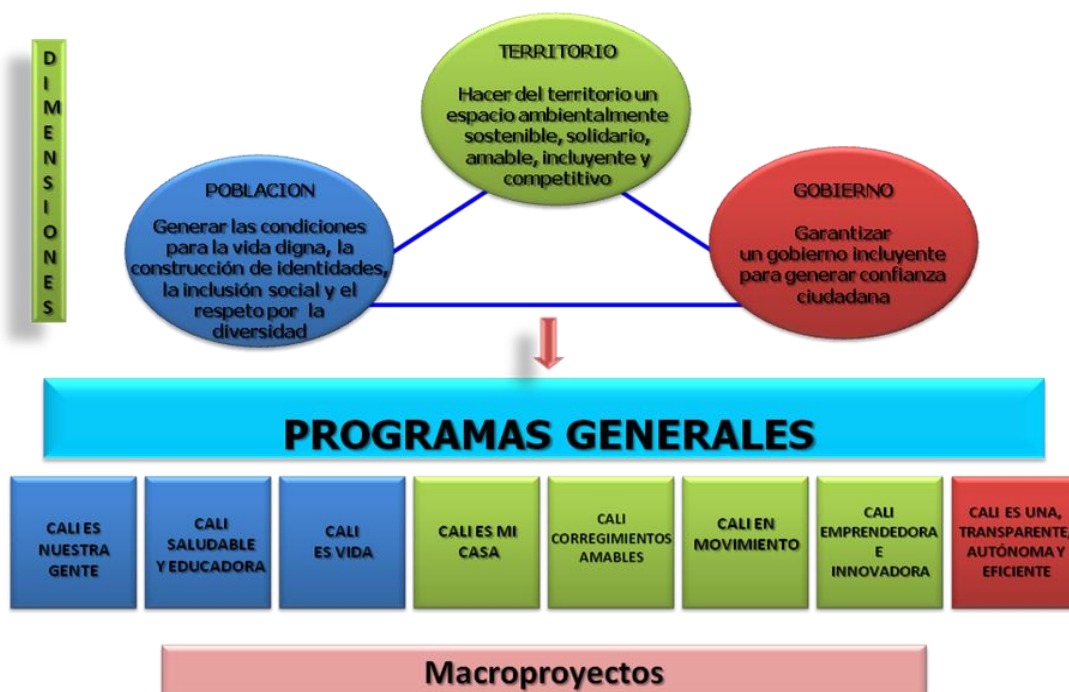 DIMENSIONES
TERRITORIO
Hacer del territorio un
espacio ambientalmente
sostenible, solidario,
amable, incluyente y
competitivo
POBLACION
Generar las condiciones
para la vida digna, la
construcción de identidades,
la inclusión social y el
respeto por la
diversidad
GOBIERNO
Garantizar
un gobierno incluyente
para generar confianza
ciudadana
PROGRAMAS GENERALES
CALI ES
NUESTRA
GENTE
CALI
SALUDABLE
Y EDUCADORA
CALI
ES VIDA
CALI ES MI
CASA
CALI
CORREGIMIENTOS
AMABLES
CALI EN
MOVIMIENTO
CALI
EMPRENDEDORA
E
INNOVADORA
CALI ES UNA,
TRANSPARENTE,
AUTÓNOMA Y
EFICIENTE
Macroproyectos